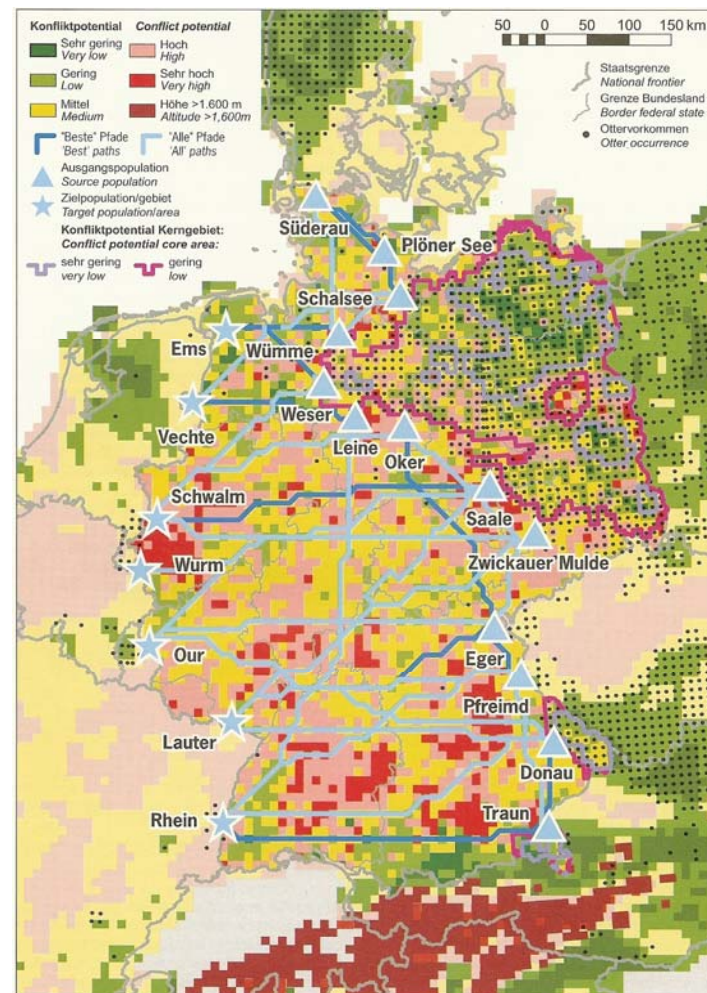 Konfliktpotential
Conflict potential
Sehr gering
Very low
Gering
Low
Mittel
Medium
Hoch
High
Sehr hoch
Very high
Höhe >1.600 m
Altitude >1,600m
"Beste" Pfade
'Best' paths
"Alle" Pfade
'All' paths
Ausgangspopulation
Source population
Zielpopulation/gebiet
Target population/area
Konfliktpotential Kerngebiet:
Conflict potential core area:
sehr gering
very low
gering
low
50 0 50 100 150 km
Staatsgrenze
National frontier
Grenze Bundesland
Border federal state
Ottervorkommen
Otter occurrence
Süderau
Plöner See
Schalsee
Ems
Wümme
Vechte
Weser
Leine
Oker
Schwalm
Saale
Wurm
Zwickauer Mulde
Our
Eger
Pfreimd
Lauter
Donau
Rhein
Traun